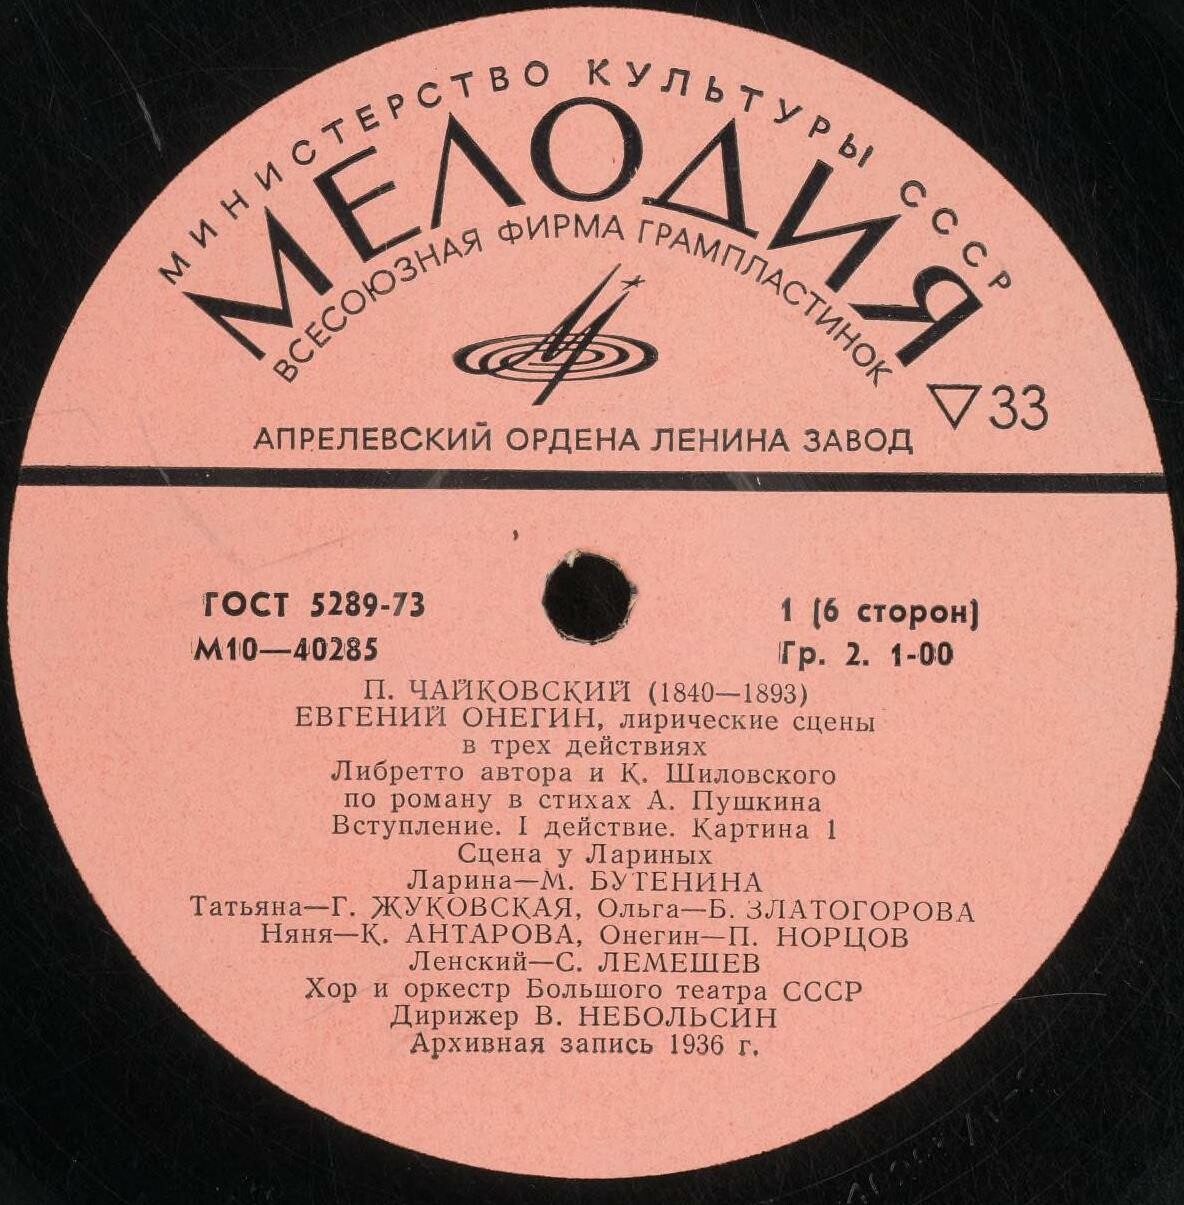 МИНИСТЕРСТВО КУЛЬТУРЫ СССР
МЕЛОДИЯ
ВСЕСОЮЗНАЯ ФИРМА ГРАМПЛАСТИНОК
33
АПРЕЛЕВСКИЙ ОРДЕНА ЛЕНИНА ЗАВОД
ГОСТ 5289-73
М10—40285
1 (6 сторон)
Гр. 2. 1-00
П. ЧАЙКОВСКИЙ (1840—1893)
ЕВГЕНИЙ ОНЕГИН, лирические сцены
в трех действиях
Либретто автора и К. Шиловского
по роману в стихах А. Пушкина
Вступление. I действие. Картина 1
Сцена у Лариных
Ларина—М. БУТЕНИНА
Татьяна—Г. ЖУКОВСКАЯ, Ольга—Б. ЗЛАТОГОРОВА
Няня—К. АНТАРОВА, Онегин—П. НОРЦОВ
Ленский—С. ЛЕМЕШЕВ
Хор и оркестр Большого театра СССР
Дирижер В. НЕБОЛЬСИН
Архивная запись 1936 г.